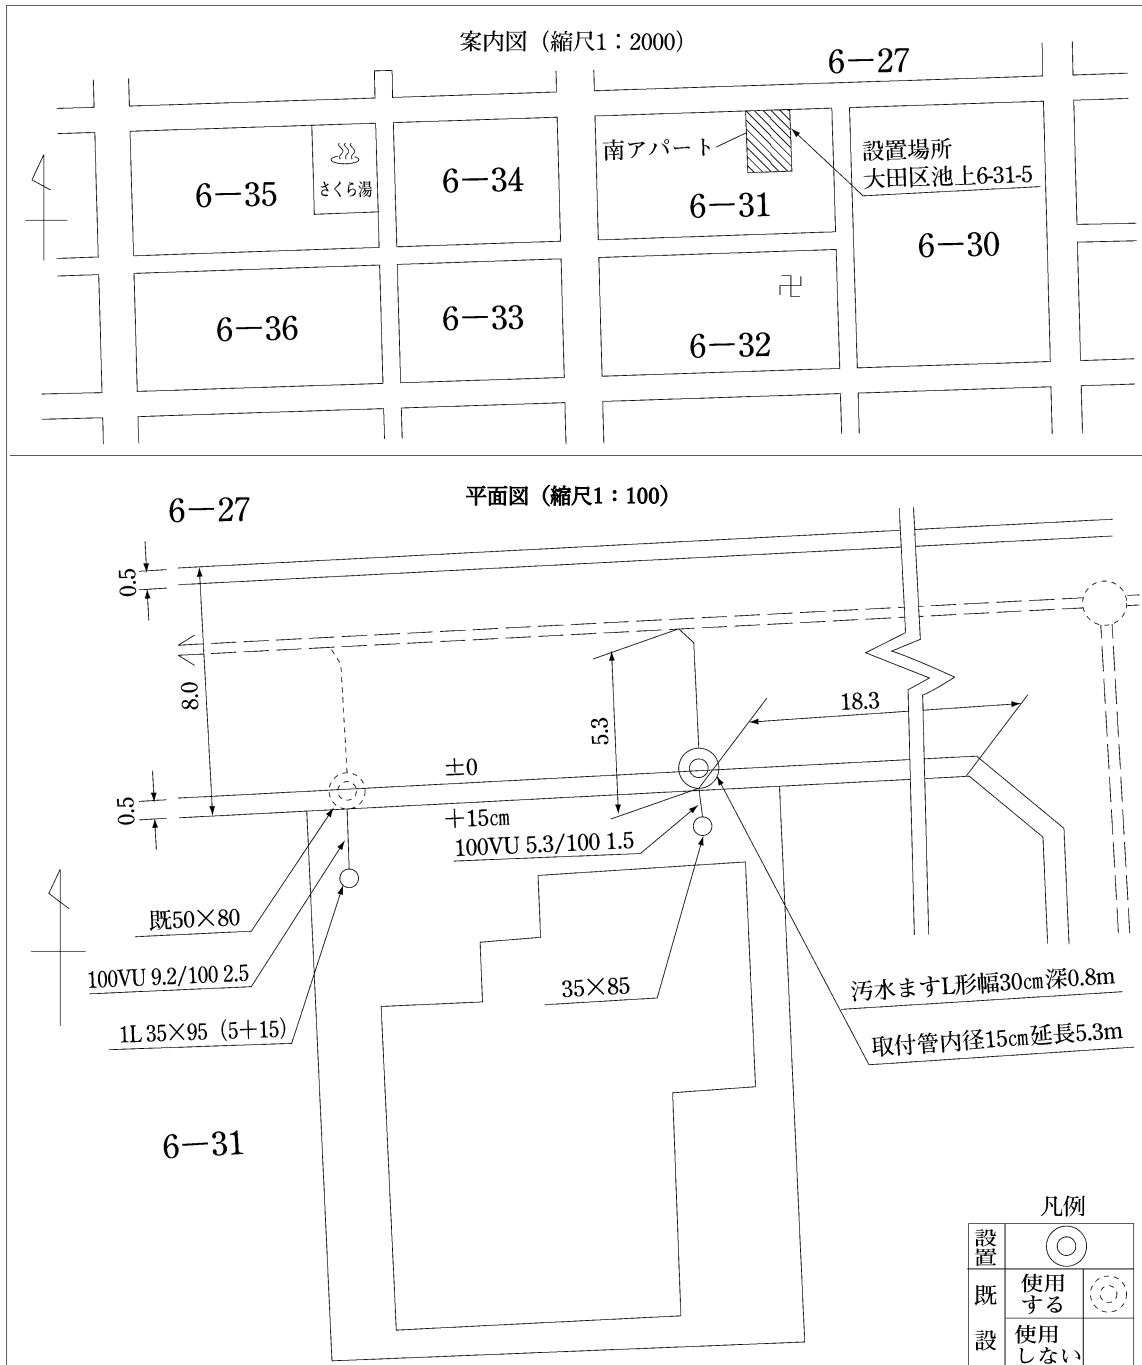 案内図（縮尺1：2000）
6－27
南アパート
設置場所
大田区池上6-31-5
さくら湯
6－35
6－34
6－31
6－30
6－36
6－33
6－32
平面図（縮尺1：100）
6－27
0.5
8.0
5.3
18.3
0.5
±0
＋15㎝
100VU 5.3/100 1.5
既50×80
100VU 9.2/100 2.5
1L 35×95（5＋15）
35×85
汚水ますL形幅30㎝深0.8m
取付管内径15㎝延長5.3m
6－31
凡例
設置
既設
使用する
使用しない